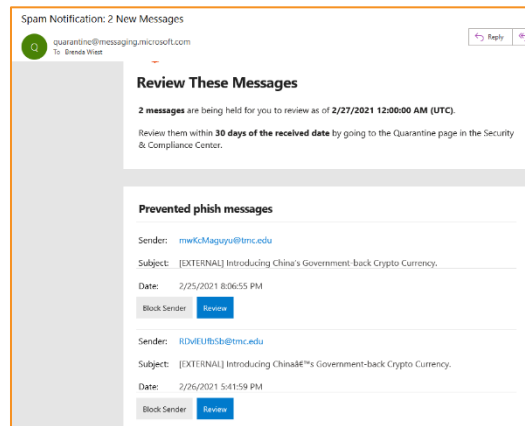 Spam Notification: 2 New Messages
Q
quarantine@messaging.microsoft.com
To Brenda Wiest
Reply
Review These Messages
2 messages are being held for you to review as of 2/27/2021 12:00:00 AM (UTC).
Review them within 30 days of the received date by going to the Quarantine page in the Security
& Compliance Center.
Prevented phish messages
Sender: mwKcMaguyu@tmc.edu
Subject: [EXTERNAL] Introducing China's Government-back Crypto Currency.
Date: 2/25/2021 8:06:55 PM
Block Sender Review
Sender: RDvlEUfbSb@tmc.edu
Subject: [EXTERNAL] Introducing Chinaâ€™s Government-back Crypto Currency.
Date: 2/26/2021 5:41:59 PM
Block Sender Review